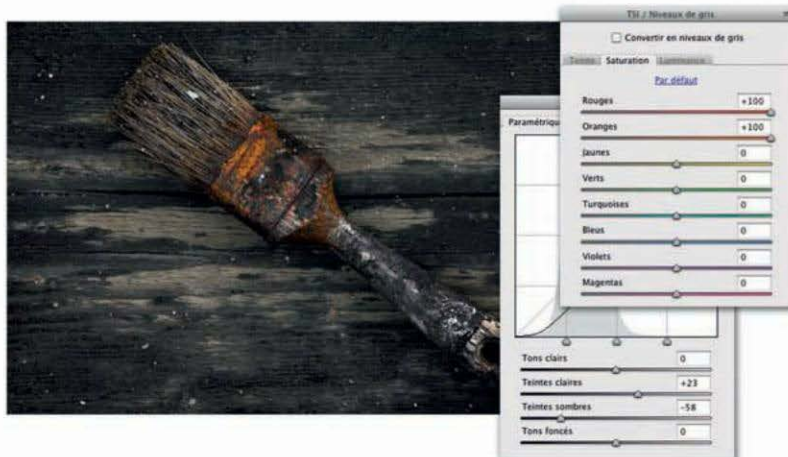 TSI / Niveaux de gris
Convertir en niveaux de gris
Teinte Saturation Luminance
Par défaut
Rouges +100
Oranges +100
Jaunes 0
Verts 0
Turquoises 0
Bleus 0
Violets 0
Magentas 0
Paramétrique
Tons clairs 0
Teintes claires +23
Teintes sombres -58
Tons foncés 0